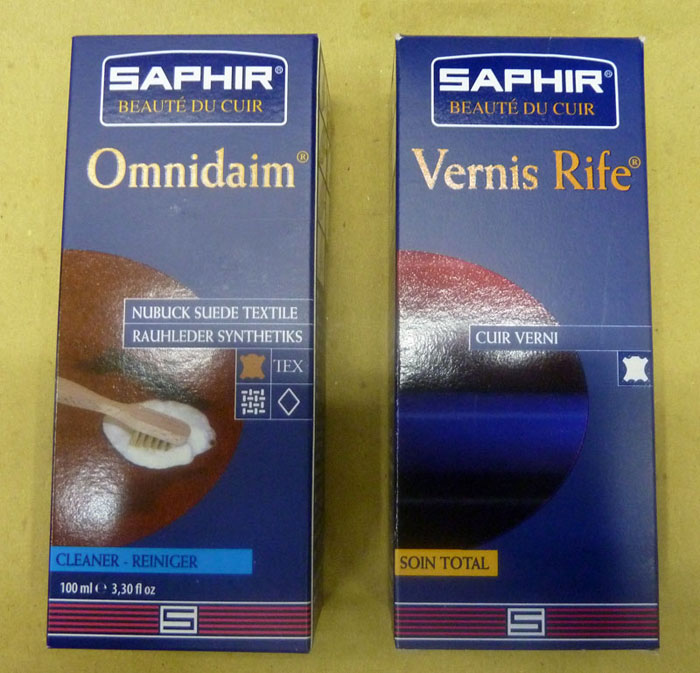 SAPHIR®
BEAUTÉ DU CUIR
Omnidaim®
NUBUCK SUEDE TEXTILE
RAUHLEDER SYNTHETIKS
TEX
CLEANER - REINIGER
100 ml ℮ 3,30 fl oz
S
SAPHIR®
BEAUTÉ DU CUIR
Vernis Rife®
CUIR VERNI
SOIN TOTAL
S